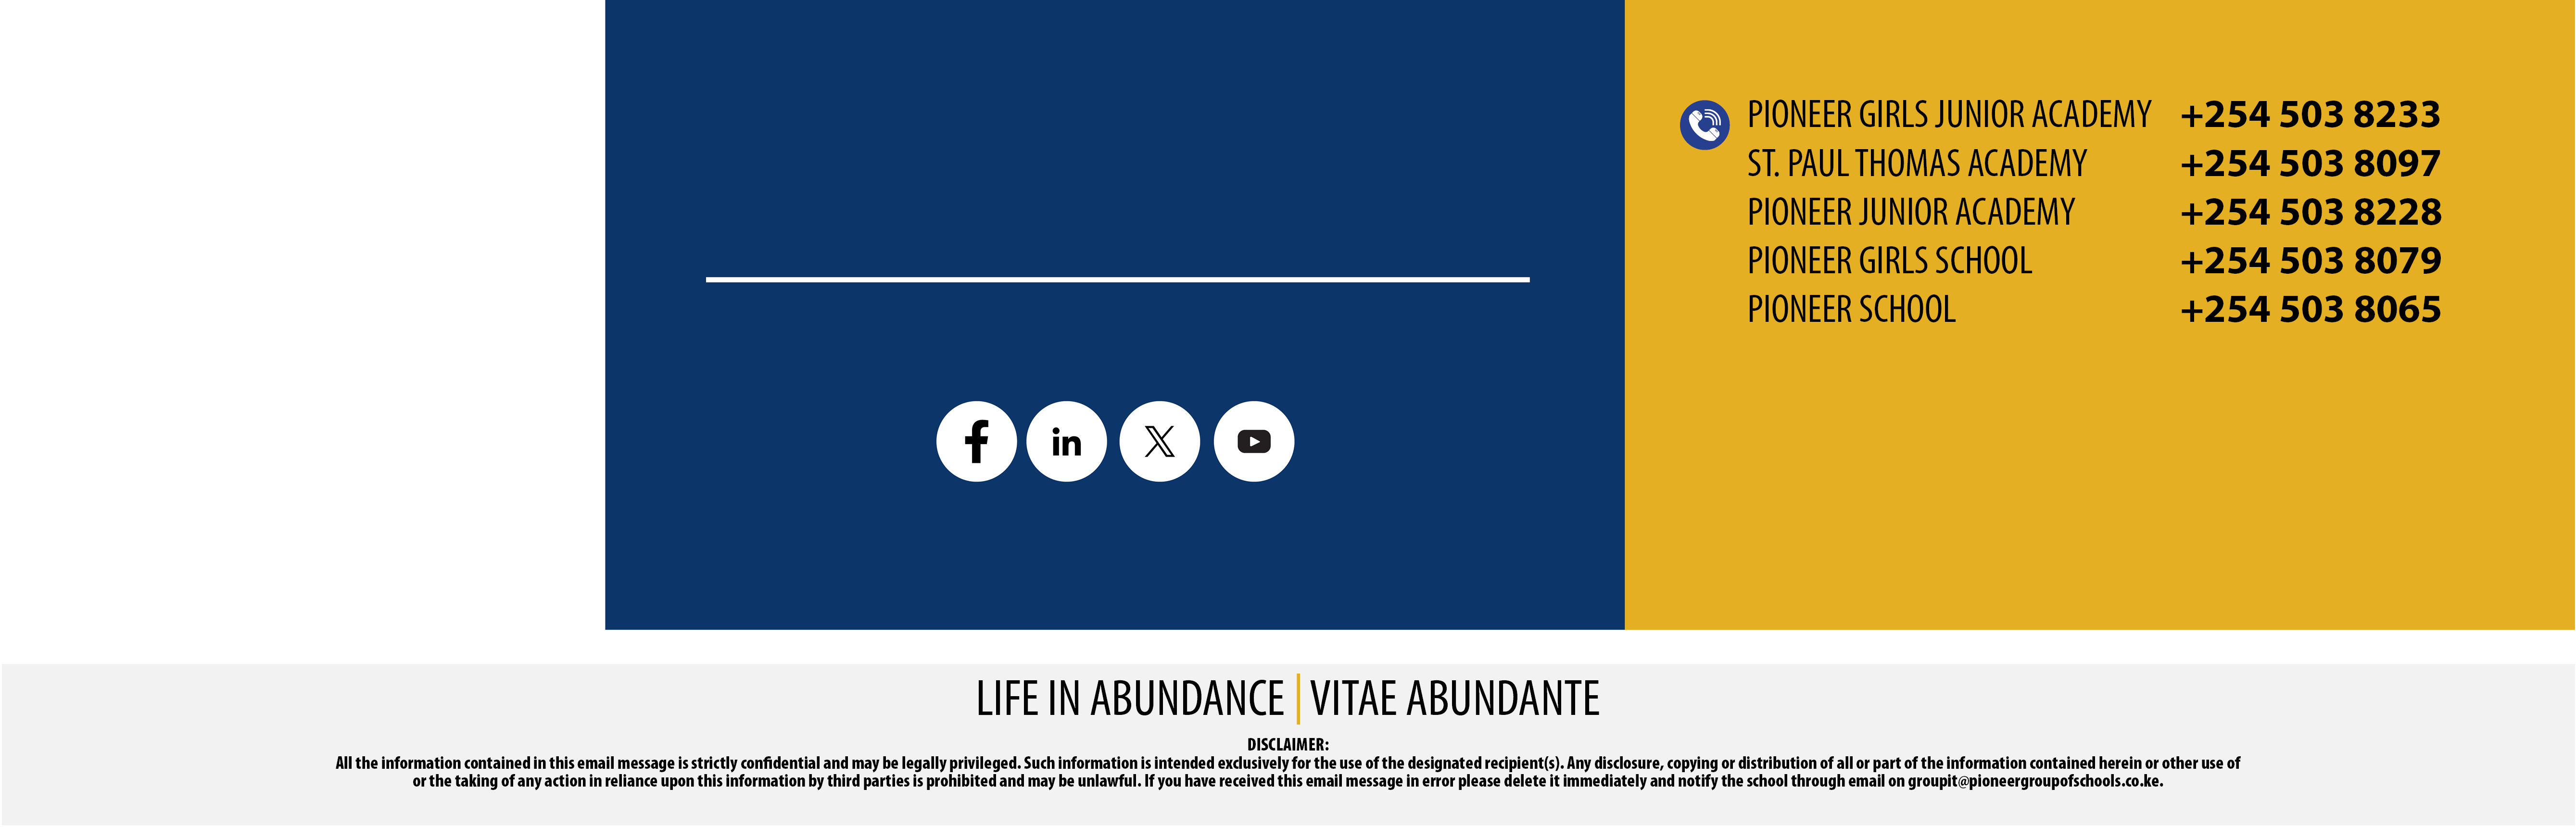 PIONEER GIRLS JUNIOR ACADEMY +254 503 8233
ST. PAUL THOMAS ACADEMY +254 503 8097
PIONEER JUNIOR ACADEMY +254 503 8228
PIONEER GIRLS SCHOOL +254 503 8079
PIONEER SCHOOL +254 503 8065
f in X
LIFE IN ABUNDANCE | VITAE ABUNDANTE
DISCLAIMER:
All the information contained in this email message is strictly confidential and may be legally privileged. Such information is intended exclusively for the use of the designated recipient(s). Any disclosure, copying or distribution of all or part of the information contained herein or other use of
or the taking of any action in reliance upon this information by third parties is prohibited and may be unlawful. If you have received this email message in error please delete it immediately and notify the school through email on groupit@pioneergroupofschools.co.ke.